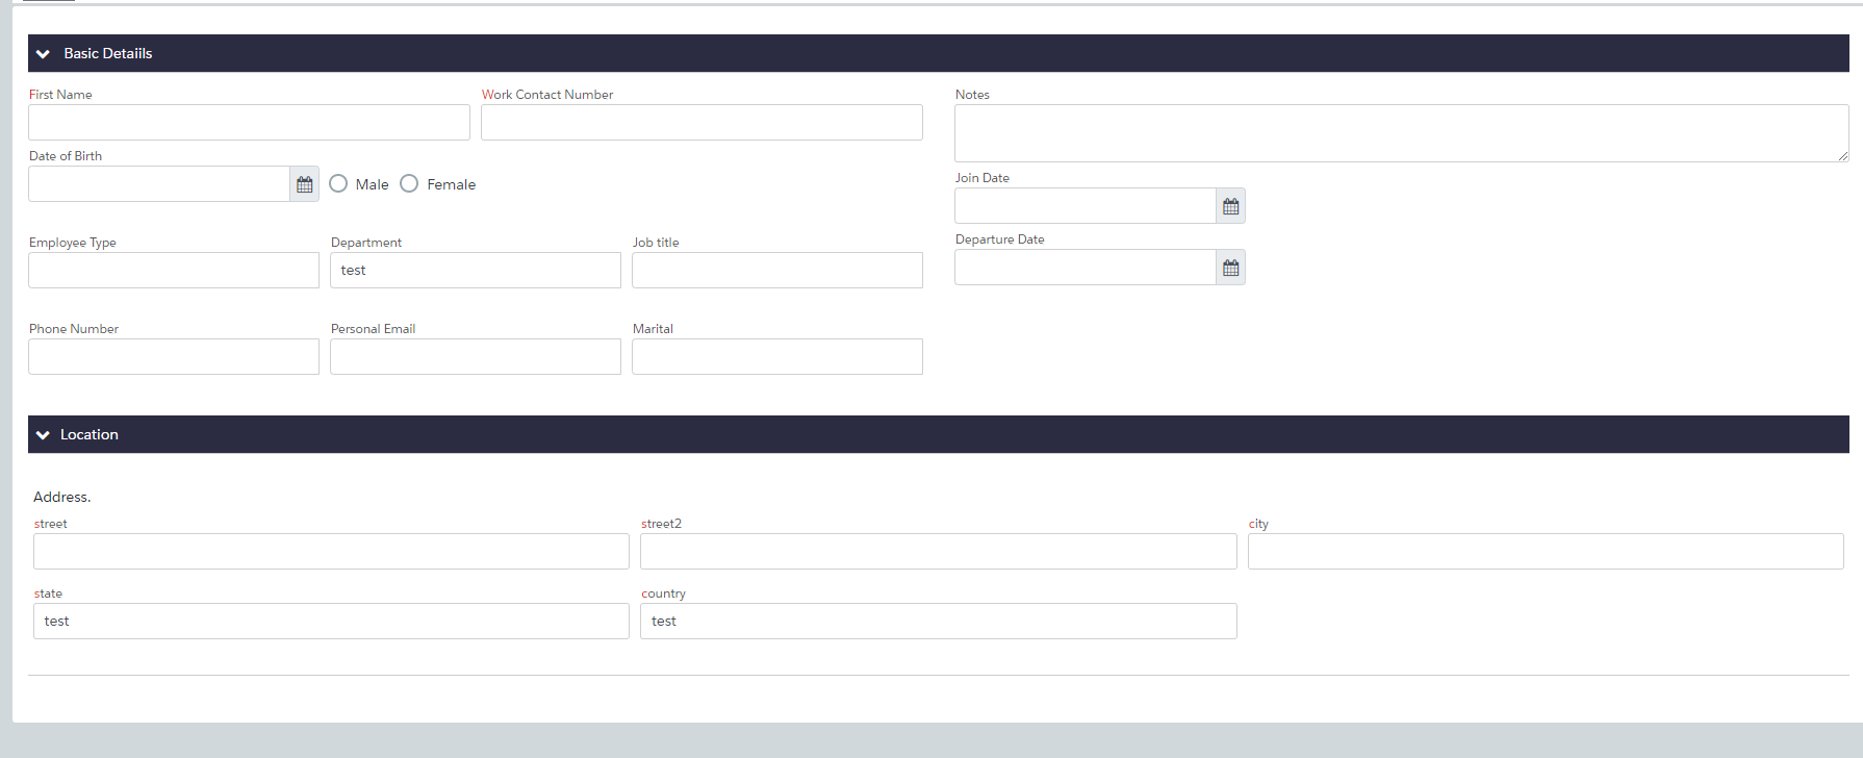 Basic Detaiils
First Name
Work Contact Number
Notes
Date of Birth
Male
Female
Join Date
Employee Type
Department
test
Job title
Departure Date
Phone Number
Personal Email
Marital
Location
Address.
street
street2
city
state
test
country
test